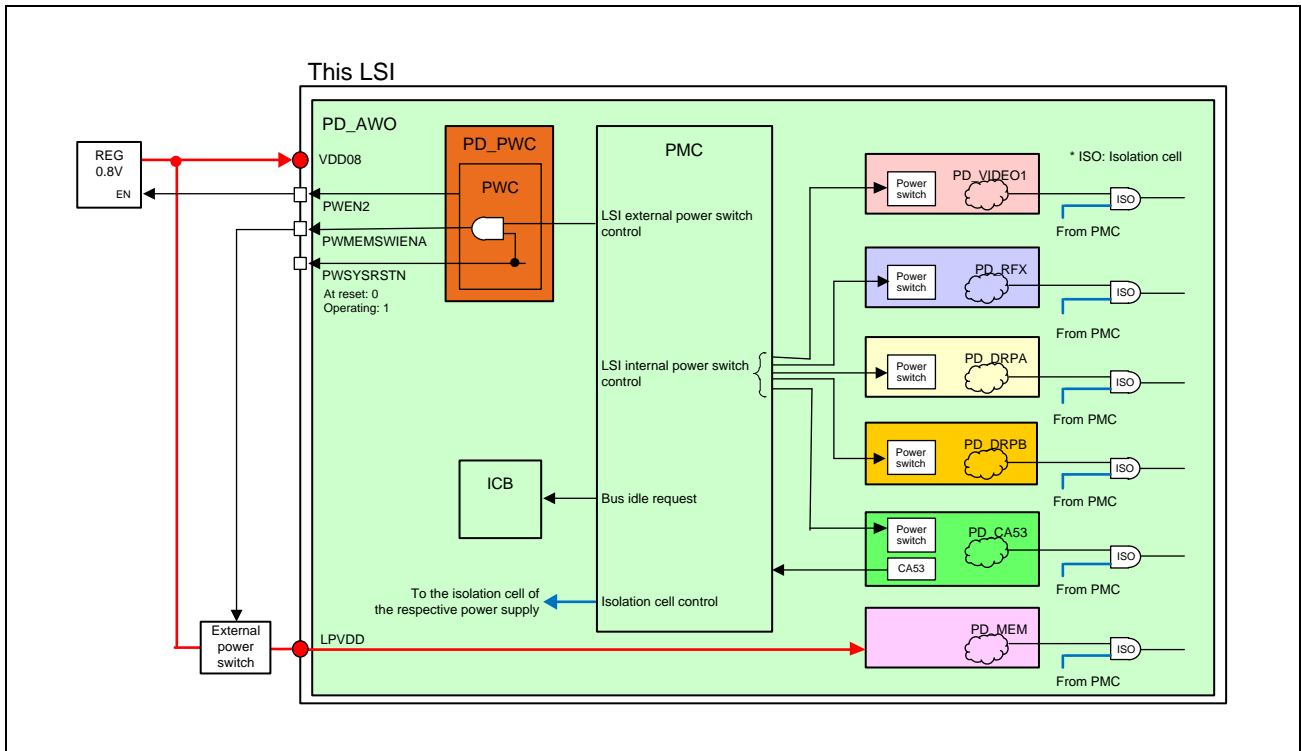 This LSI
PD_AWO
REG
0.8V
EN
VDD08
PWEN2
PWMEMSWIENA
PWSYSRSTN
At reset: 0
Operating: 1
PD_PWC
PWC
PMC
LSI external power switch
control
LSI internal power switch
control
Bus idle request
Isolation cell control
ICB
To the isolation cell of
the respective power supply
External
power
switch
LPVDD
* ISO: Isolation cell
Power
switch
PD_VIDEO1
ISO
From PMC
Power
switch
PD_RFX
ISO
From PMC
Power
switch
PD_DRPA
ISO
From PMC
Power
switch
PD_DRPB
ISO
From PMC
Power
switch
PD_CA53
CA53
ISO
From PMC
PD_MEM
ISO
From PMC